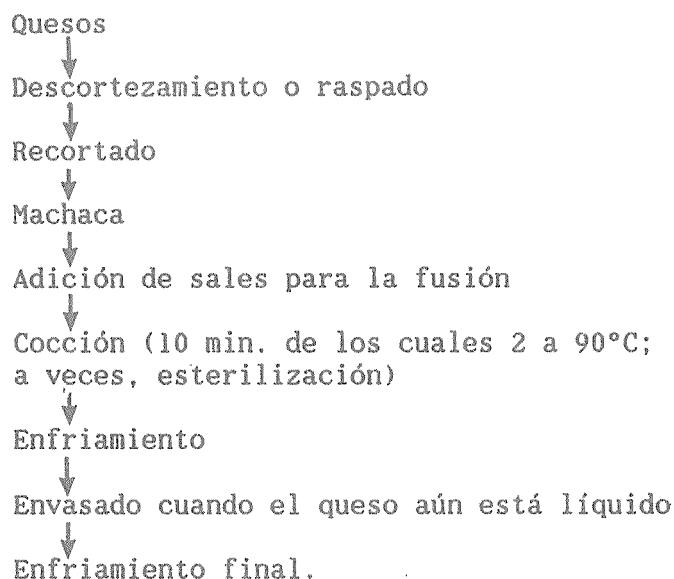 Quesos
Descortezamiento o raspado
Recortado
Machaca
Adición de sales para la fusión
Cocción (10 min. de los cuales 2 a 90°C;
a veces, esterilización)
Enfriamiento
Envasado cuando el queso aún está líquido
Enfriamiento final.